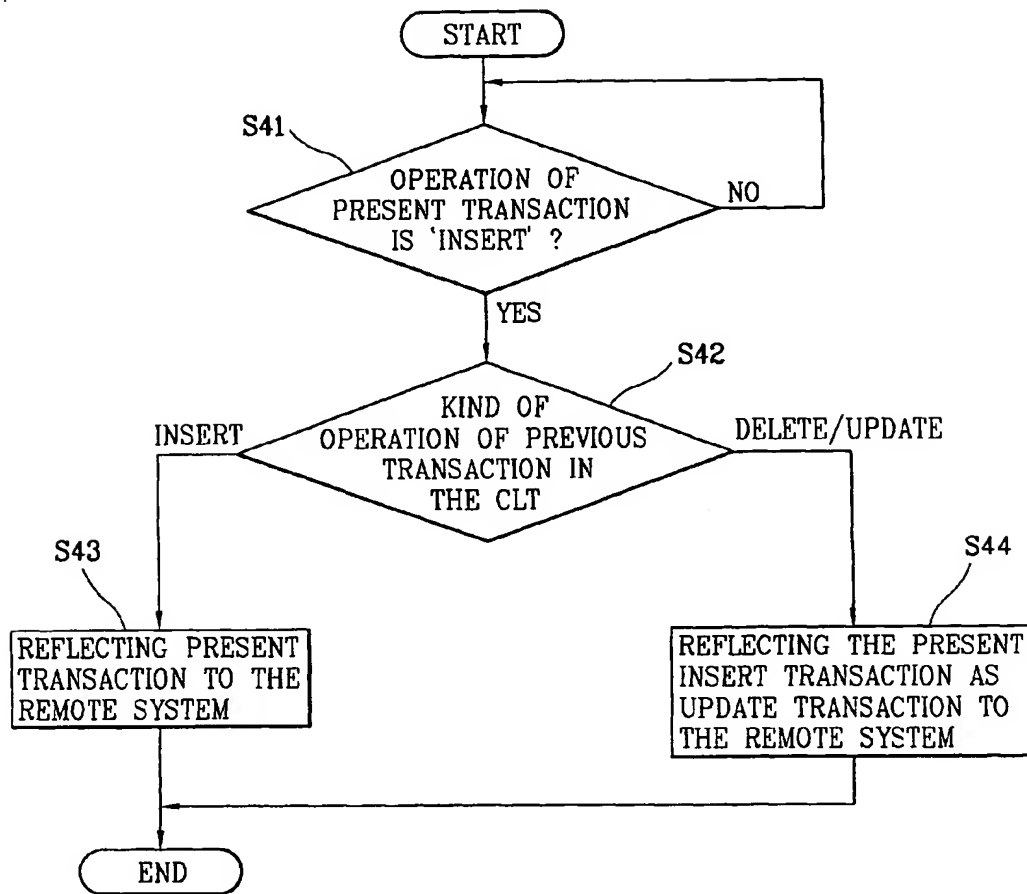 START
S41
OPERATION OF
PRESENT TRANSACTION
IS 'INSERT' ?
NO
YES
S42
KIND OF
OPERATION OF PREVIOUS
TRANSACTION IN
THE CLT
INSERT
DELETE/UPDATE
S43
REFLECTING PRESENT
TRANSACTION TO THE
REMOTE SYSTEM
S44
REFLECTING THE PRESENT
INSERT TRANSACTION AS
UPDATE TRANSACTION TO
THE REMOTE SYSTEM
END